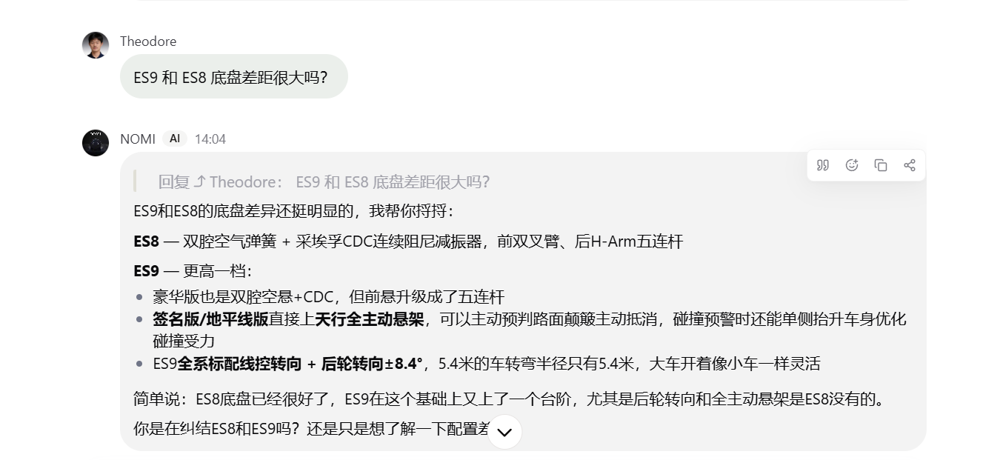 Theodore
ES9 和 ES8 底盘差距很大吗？
NOMI AI 14:04
回复 Theodore： ES9 和 ES8 底盘差距很大吗？
ES9和ES8的底盘差异还挺明显的，我帮你捋捋：
ES8 — 双腔空气弹簧 + 采埃孚CDC连续阻尼减振器，前双叉臂、后H-Arm五连杆
ES9 — 更高一档：
豪华版也是双腔空悬+CDC，但前悬升级成了五连杆
签名版/地平线版直接上天行全主动悬架，可以主动预判路面颠簸主动抵消，碰撞预警时还能单侧抬升车身优化
碰撞受力
ES9全系标配线控转向 + 后轮转向±8.4°，5.4米的车转弯半径只有5.4米，大车开着像小车一样灵活
简单说：ES8底盘已经很好了，ES9在这个基础上又上了一个台阶，尤其是后轮转向和全主动悬架是ES8没有的。
你是在纠结ES8和ES9吗？还是只是想了解一下配置差